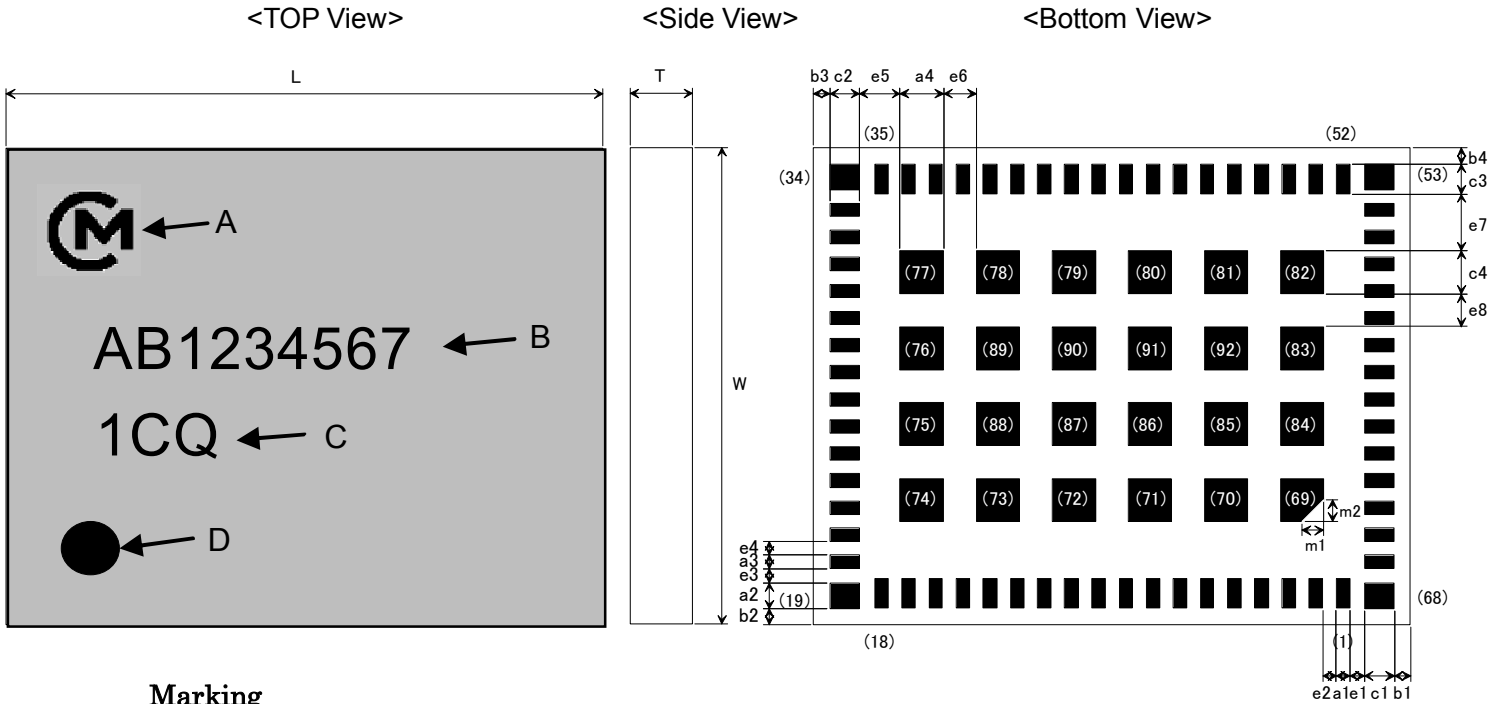 <TOP View> <Side View> <Bottom View>
L T b3 c2 e5 a4 e6
(35) (52)
b4
(34) (53)
c3
CM A
e7
(77) (78) (79) (80) (81) (82) c4
e8
AB1234567 B
(76) (89) (90) (91) (92) (83)
W
1CQ C
(75) (88) (87) (86) (85) (84)
(74) (73) (72) (71) (70) (69) m2
m1
D
e4
a3
e3
a2 (19) (68)
b2
(18) (1)
e2 a1 e1 c1 b1
Marking